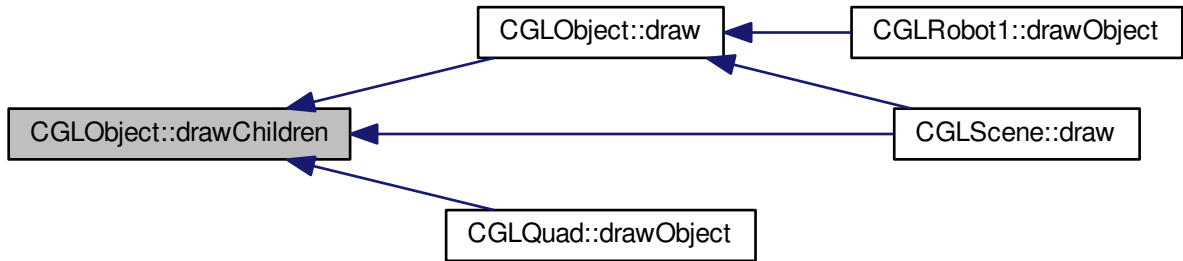 CGLObject::draw
CGLRobot1::drawObject
CGLObject::drawChildren
CGLScene::draw
CGLQuad::drawObject